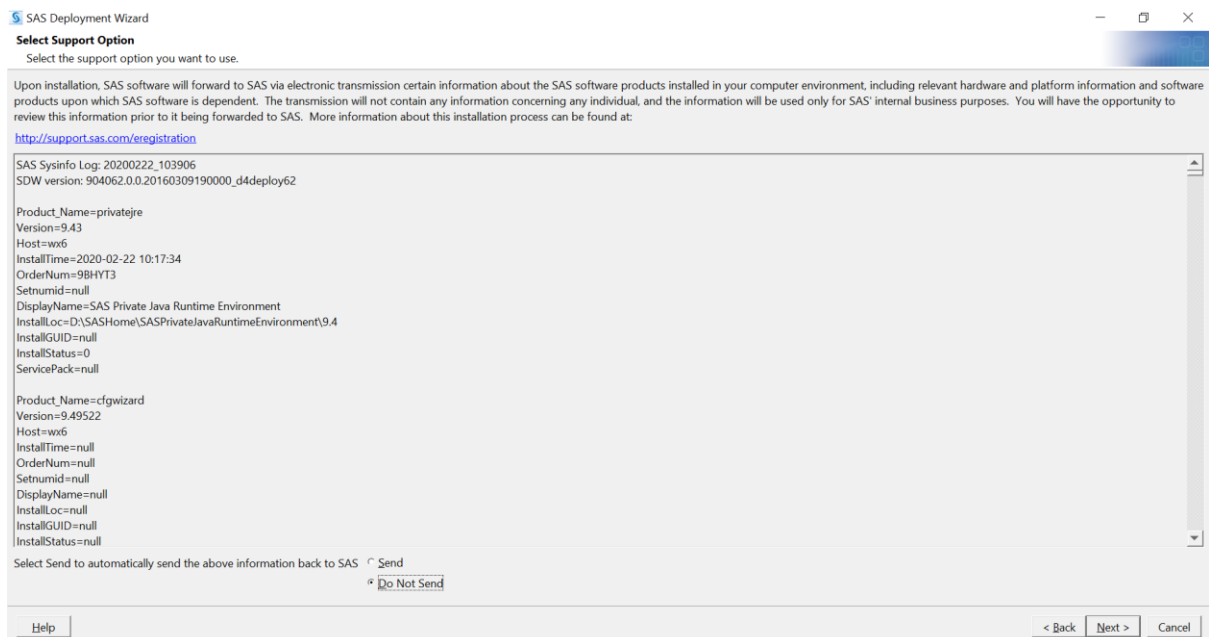 SAS Deployment Wizard
Select Support Option
Select the support option you want to use.
Upon installation, SAS software will forward to SAS via electronic transmission certain information about the SAS software products installed in your computer environment, including relevant hardware and platform information and software
products upon which SAS software is dependent. The transmission will not contain any information concerning any individual, and the information will be used only for SAS' internal business purposes. You will have the opportunity to
review this information prior to it being forwarded to SAS. More information about this installation process can be found at:
http://support.sas.com/eregistration
SAS Sysinfo Log: 20200222_103906
SDW version: 904062.0.0.20160309190000_d4deploy62
Product_Name=privatejre
Version=9.43
Host=wx6
InstallTime=2020-02-22 10:17:34
OrderNum=9BHYT3
Setnumid=null
DisplayName=SAS Private Java Runtime Environment
InstallLoc=D:\SASHome\SASPrivateJavaRuntimeEnvironment\9.4
InstallGUID=null
InstallStatus=0
ServicePack=null
Product_Name=cfgwizard
Version=9.49522
Host=wx6
InstallTime=null
OrderNum=null
Setnumid=null
DisplayName=null
InstallLoc=null
InstallGUID=null
InstallStatus=null
Select Send to automatically send the above information back to SAS Send
Do Not Send
Help < Back Next > Cancel